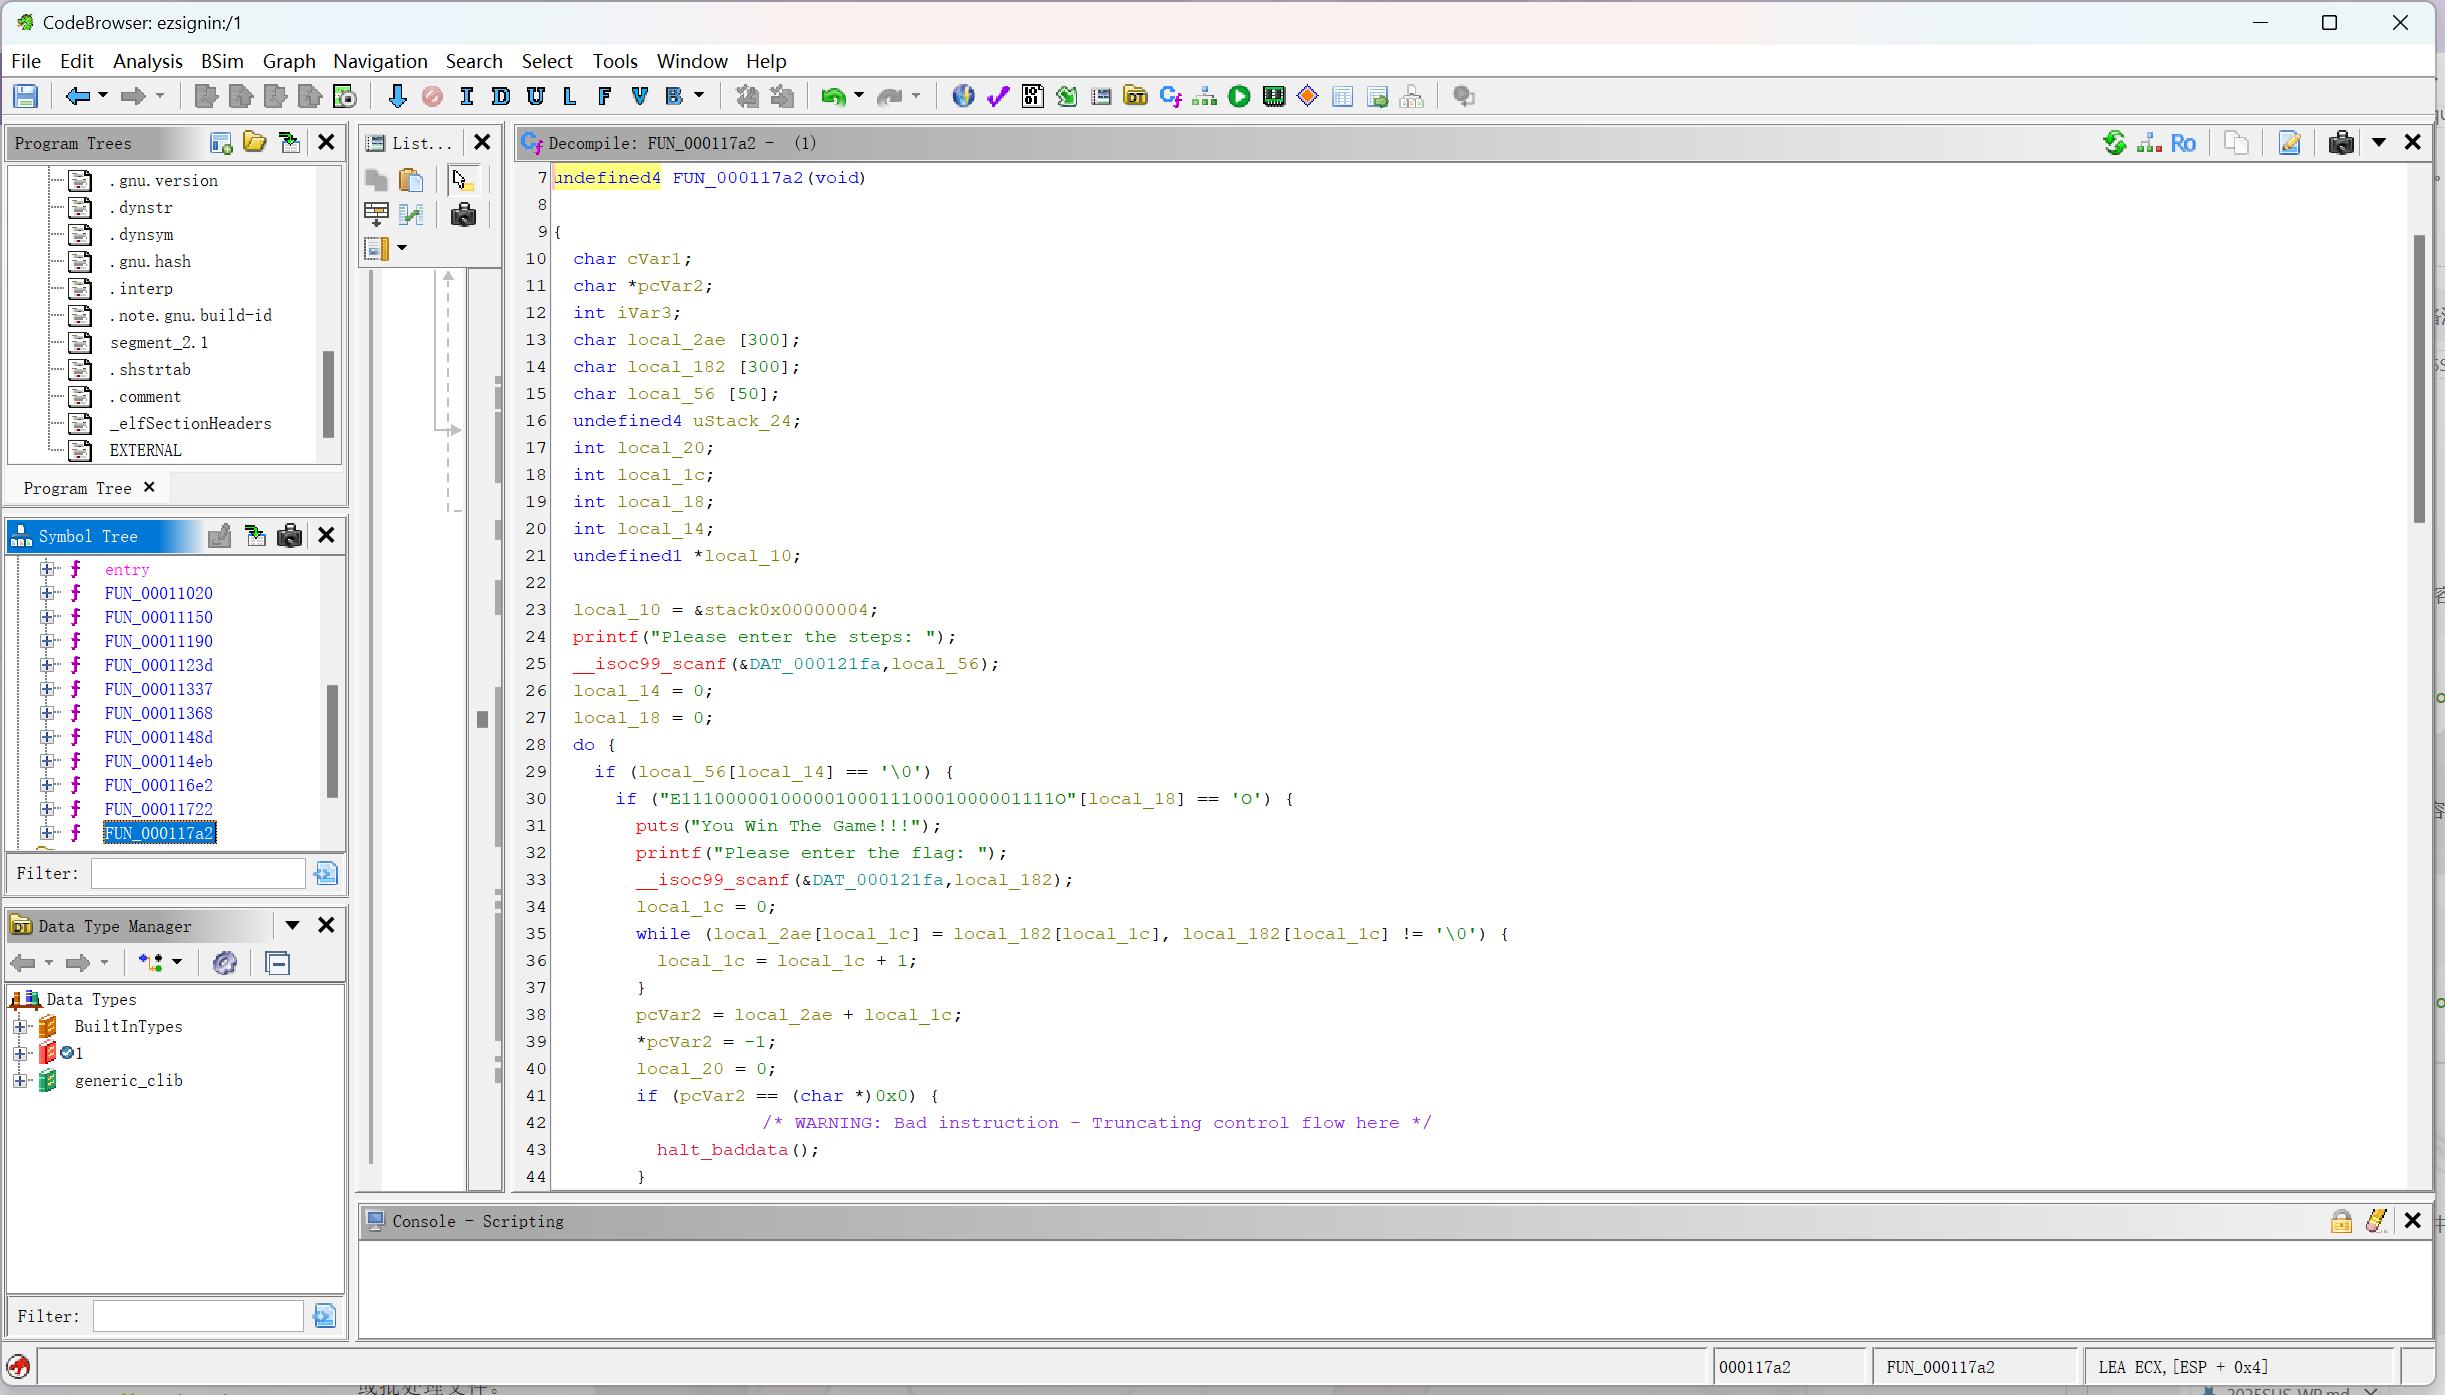 CodeBrowser: ezsignin:/1
File Edit Analysis BSim Graph Navigation Search Select Tools Window Help
I D U L F V B
Program Trees
.gnu.version
.dynstr
.dynsym
.gnu.hash
.interp
.note.gnu.build-id
segment_2.1
.shstrtab
.comment
_elfSectionHeaders
EXTERNAL
Program Tree
Symbol Tree
entry
FUN_00011020
FUN_00011150
FUN_00011190
FUN_0001123d
FUN_00011337
FUN_00011368
FUN_0001148d
FUN_000114eb
FUN_000116e2
FUN_00011722
FUN_000117a2
Filter:
Data Type Manager
Data Types
BuiltInTypes
1
generic_clib
Filter:
List...
Decompile: FUN_000117a2 - (1)
Ro
7 undefined4 FUN_000117a2(void)
8
9 {
10 char cVar1;
11 char *pcVar2;
12 int iVar3;
13 char local_2ae [300];
14 char local_182 [300];
15 char local_56 [50];
16 undefined4 uStack_24;
17 int local_20;
18 int local_1c;
19 int local_18;
20 int local_14;
21 undefined1 *local_10;
22
23 local_10 = &stack0x00000004;
24 printf("Please enter the steps: ");
25 __isoc99_scanf(&DAT_000121fa,local_56);
26 local_14 = 0;
27 local_18 = 0;
28 do {
29 if (local_56[local_14] == '\0') {
30 if ("E1110000010000010001110001000001111O"[local_18] == 'O') {
31 puts("You Win The Game!!!");
32 printf("Please enter the flag: ");
33 __isoc99_scanf(&DAT_000121fa,local_182);
34 local_1c = 0;
35 while (local_2ae[local_1c] = local_182[local_1c], local_182[local_1c] != '\0') {
36 local_1c = local_1c + 1;
37 }
38 pcVar2 = local_2ae + local_1c;
39 *pcVar2 = -1;
40 local_20 = 0;
41 if (pcVar2 == (char *)0x0) {
42 /* WARNING: Bad instruction - Truncating control flow here */
43 halt_baddata();
44 }
Console - Scripting
000117a2
FUN_000117a2
LEA ECX,[ESP + 0x4]